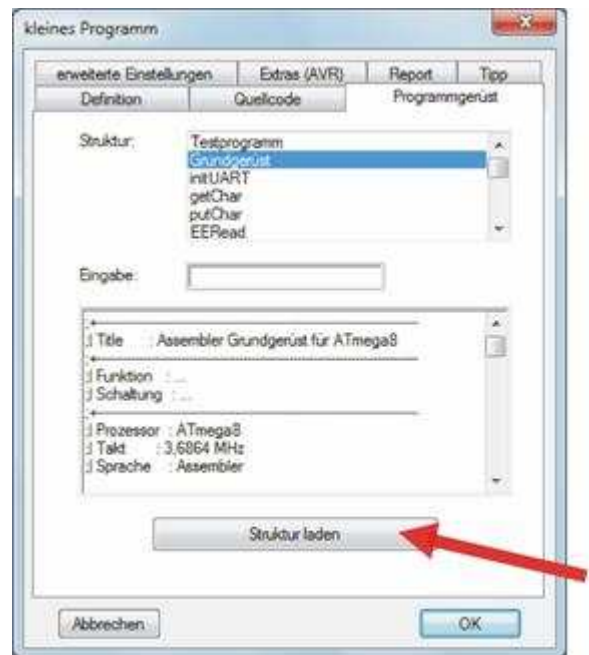 kleines Programm
erweiterte Einstellungen Extras (AVR) Report Tipp
Definition Quellcode Programmgerüst
Struktur: Testprogramm
Grundgerüst
initUART
getChar
putChar
EERead
Eingabe:
;+
;| Title : Assembler Grundgerüst für ATmega8
;+
;| Funktion : ...
;| Schaltung : ...
;+
;| Prozessor : ATmega8
;| Takt : 3,6864 MHz
;| Sprache : Assembler
Struktur laden
Abbrechen OK